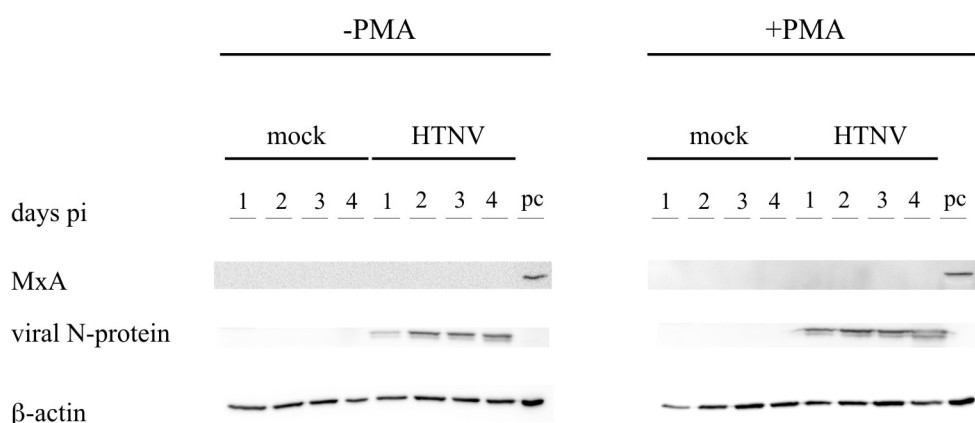 -PMA +PMA
mock HTNV mock HTNV
days pi 1 2 3 4 1 2 3 4 pc 1 2 3 4 1 2 3 4 pc
MxA
viral N-protein
β-actin